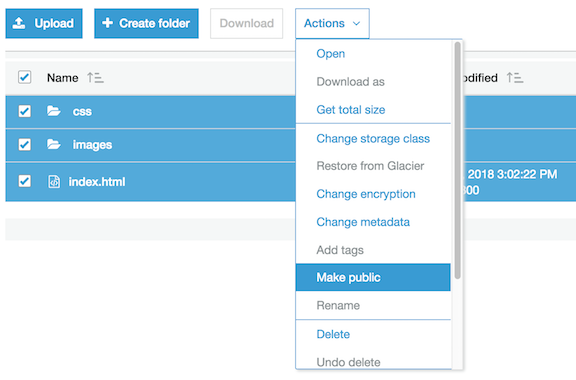 Upload
Create folder
Download
Actions
Open
Download as
Get total size
Change storage class
Restore from Glacier
Change encryption
Change metadata
Add tags
Make public
Rename
Delete
Undo delete
Name
odified
css
images
index.html
2018 3:02:22 PM
00